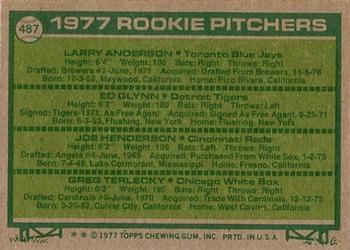 487
1977 ROOKIE PITCHERS
LARRY ANDERSON • Toronto Blue Jays
Height: 6'4" Weight: 190 Bats: Right Throws: Right
Drafted: Brewers #2-June, 1971 Acquired: Drafted From Brewers, 11-5-76
Born: 12-3-52, Maywood, California Home: Pico Rivera, California
ED GLYNN • Detroit Tigers
Height: 6'2" Weight: 180 Bats: Right Throws: Left
Signed: Tigers-1971, As Free Agent Acquired: Signed As Free Agent, 9-25-71
Born: 6-3-53, Flushing, New York Home: Flushing, New York
JOE HENDERSON • Cincinnati Reds
Height: 6'2" Weight: 195 Bats: Left Throws: Right
Drafted: Angels #4-June, 1965 Acquired: Purchased From White Sox, 1-2-75
Born: 7-4-46, Lake Cormorant, Mississippi Home: Fresno, California
GREG TERLECKY • Chicago White Sox
Height: 6'3" Weight: 195 Bats: Right Throws: Right
Drafted: Cardinals #5-June, 1970 Acquired: Trade With Cardinals, 12-12-75
Born: 3-20-52, Culver City, California Home: West Covina, California
* * © 1977 TOPPS CHEWING GUM, INC. PRTD. IN U.S.A.